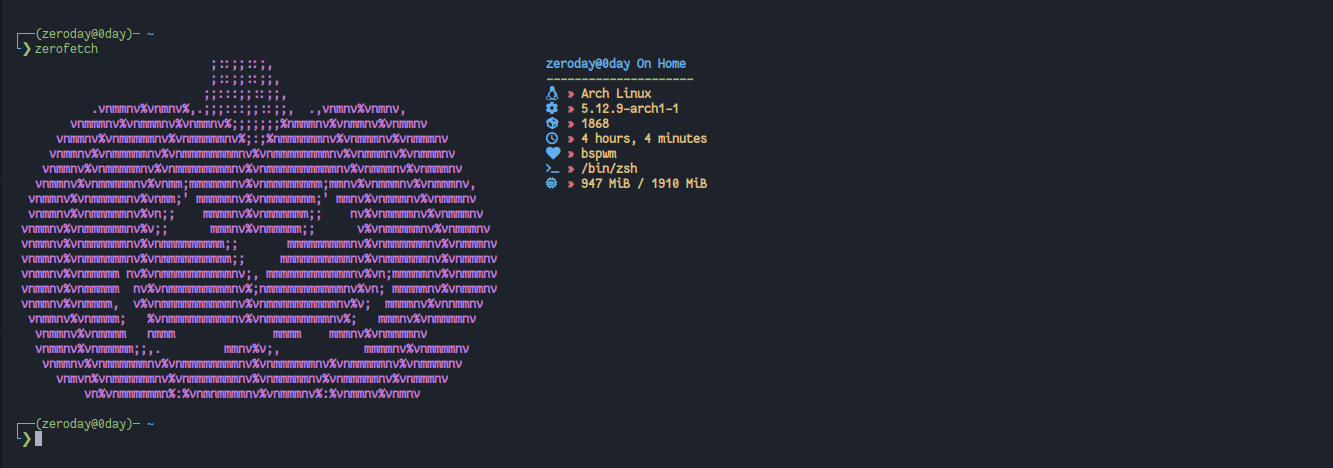 (zeroday@0day)- ~
❯ zerofetch
zeroday@0day On Home
---------------------
» Arch Linux
» 5.12.9-arch1-1
» 1868
» 4 hours, 4 minutes
» bspwm
» /bin/zsh
» 947 MiB / 1910 MiB
(zeroday@0day)- ~
❯